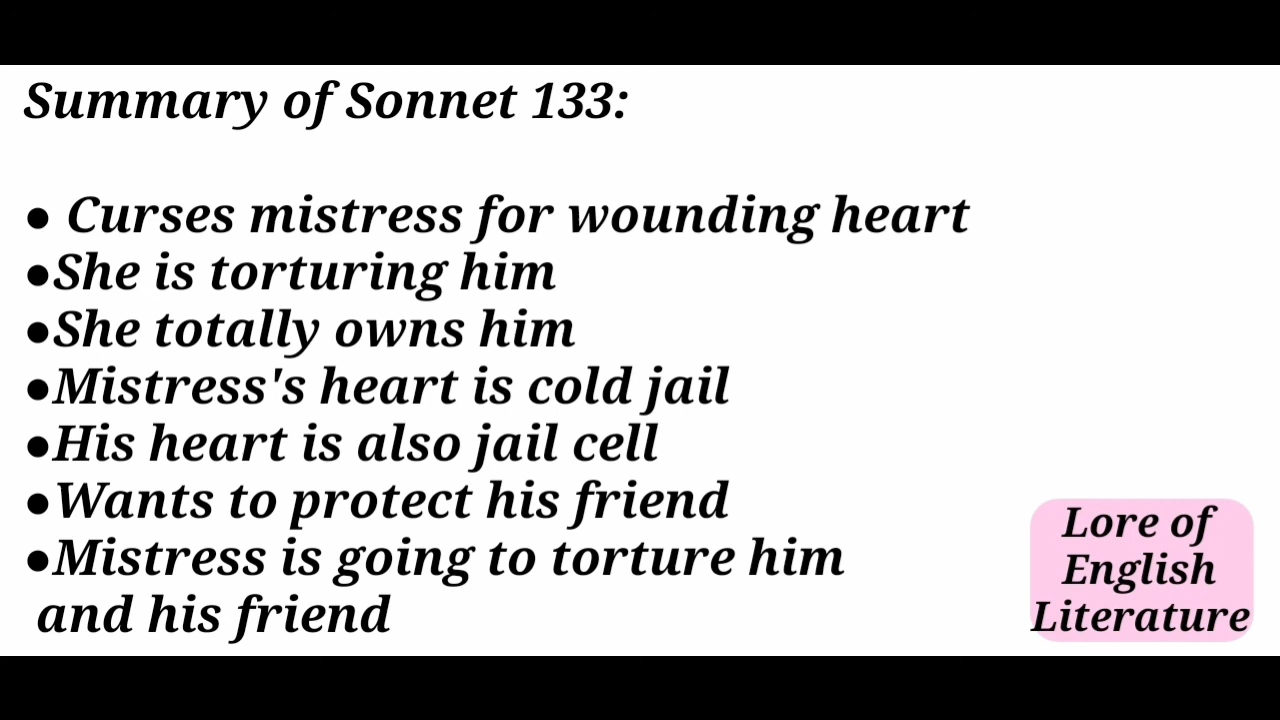 Summary of Sonnet 133:
● Curses mistress for wounding heart
●She is torturing him
●She totally owns him
●Mistress's heart is cold jail
●His heart is also jail cell
●Wants to protect his friend
●Mistress is going to torture him
and his friend
Lore of
English
Literature